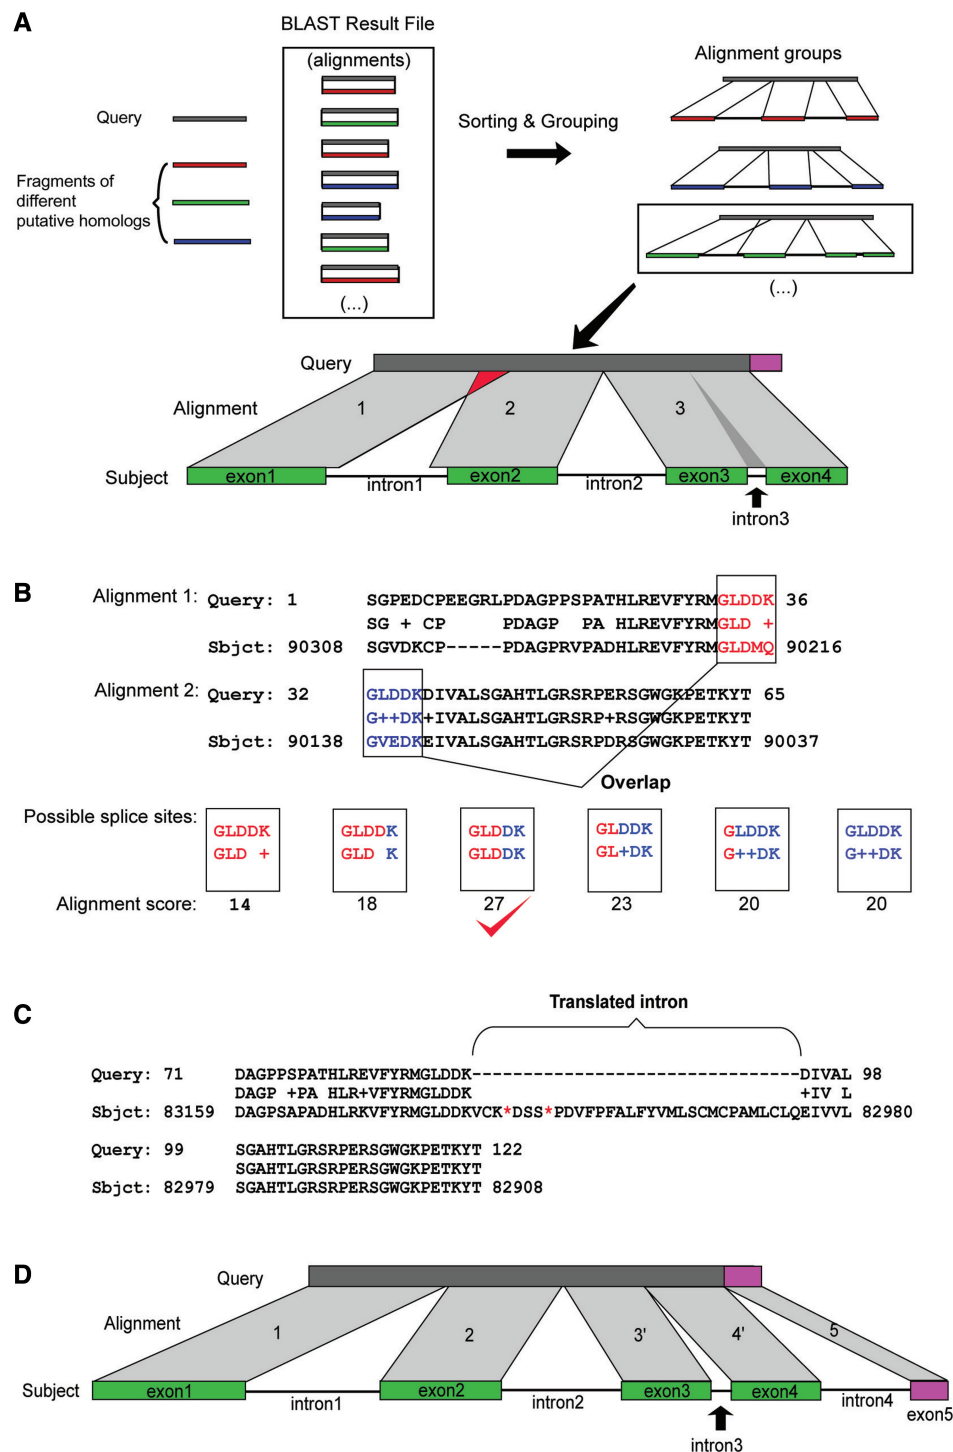 A
BLAST Result File
(alignments)
Alignment groups
Query
Sorting & Grouping
Fragments of
different
putative homologs
(...)
(...)
Query
Alignment
1
2
3
Subject
exon1
intron1
exon2
intron2
exon3
exon4
intron3
B
Alignment 1: Query: 1 SGPEDCPEEGRLPDAGPPSPATHLREVFYRMGLDDK 36
SG + CP PDAGP PA HLREVFYRMGLD +
Sbjct: 90308 SGVDKCP-----PDAGPRVPADHLREVFYRMGLDMQ 90216
Alignment 2: Query: 32 GLDDKDIVALSGAHTLGRSRPERSGWGKPETKYT 65
G++DK+IVALSGAHTLGRSRP+RSGWGKPETKYT
Sbjct: 90138 GVEDKEIVALSGAHTLGRSRPDRSGWGKPETKYT 90037
Overlap
Possible splice sites:
GLDDK GLDDK GLDDK GLDDK GLDDK GLDDK
GLD + GLD K GLDDK GL+DK G++DK G++DK
Alignment score: 14 18 27 23 20 20
C
Translated intron
Query: 71 DAGPPSPATHLREVFYRMGLDDK--------------------------------DIVAL 98
DAGP +PA HLR+VFYRMGLDDK +IV L
Sbjct: 83159 DAGPSAPADHLRKVFYRMGLDDKVCK*DSS*PDVFPFALFYVMLSCMCPAMLCLQEIVVL 82980
Query: 99 SGAHTLGRSRPERSGWGKPETKYT 122
SGAHTLGRSRPERSGWGKPETKYT
Sbjct: 82979 SGAHTLGRSRPERSGWGKPETKYT 82908
D
Query
Alignment
1
2
3'
4'
5
Subject
exon1
intron1
exon2
intron2
exon3
exon4
intron4
exon5
intron3